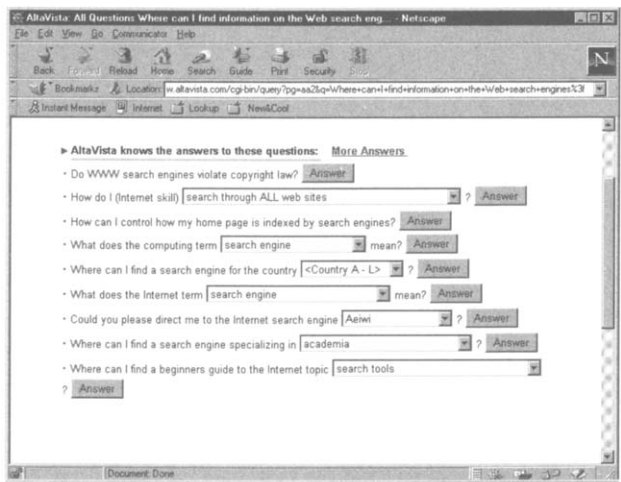 AltaVista: All Questions Where can I find information on the Web search eng... - Netscape
File Edit View Go Communicator Help
Back Forward Reload Home Search Guide Print Security Stop
Bookmarks Location: w.altavista.com/cgi-bin/query?pg=aa2&q=Where+can+I+find+information+on+the+Web+search+engines%3f
Instant Message Internet Lookup New&Cool
AltaVista knows the answers to these questions: More Answers
• Do WWW search engines violate copyright law? Answer
• How do I (Internet skill) search through ALL web sites ? Answer
• How can I control how my home page is indexed by search engines? Answer
• What does the computing term search engine mean? Answer
• Where can I find a search engine for the country <Country A - L> ? Answer
• What does the Internet term search engine mean? Answer
• Could you please direct me to the Internet search engine Aeiwi ? Answer
• Where can I find a search engine specializing in academia ? Answer
• Where can I find a beginners guide to the Internet topic search tools
? Answer
Document: Done
N